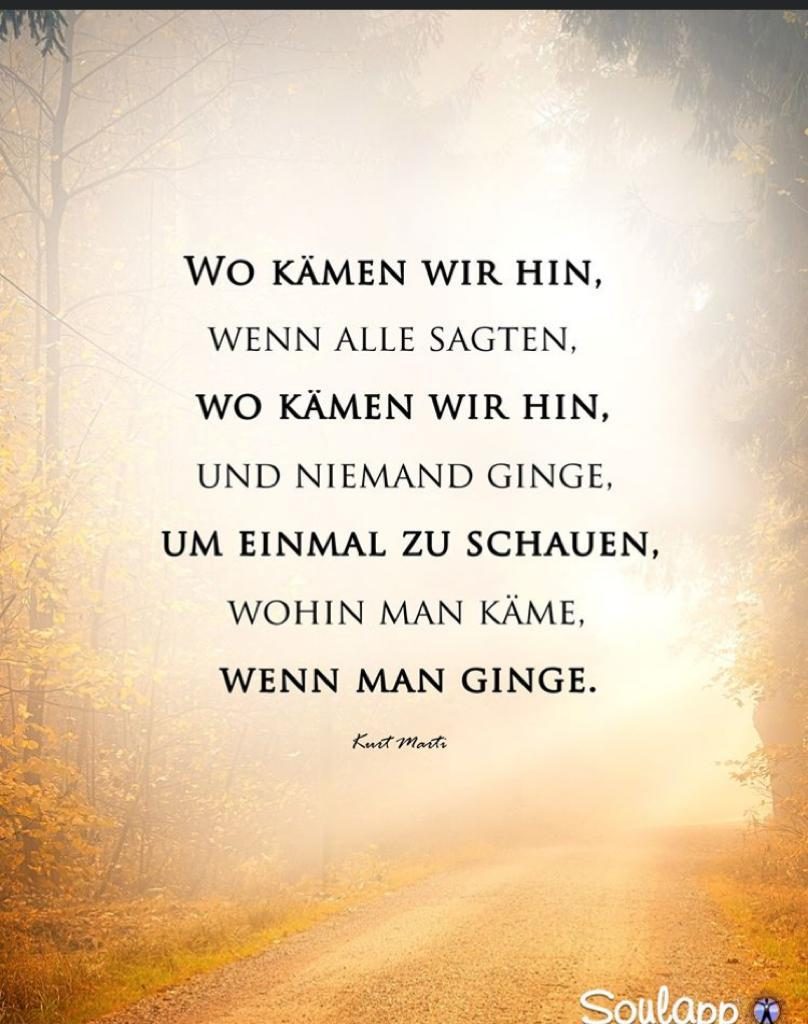 Wo kämen wir hin,
wenn alle sagten,
wo kämen wir hin,
und niemand ginge,
um einmal zu schauen,
wohin man käme,
wenn man ginge.
Kurt Marti
Soulapp